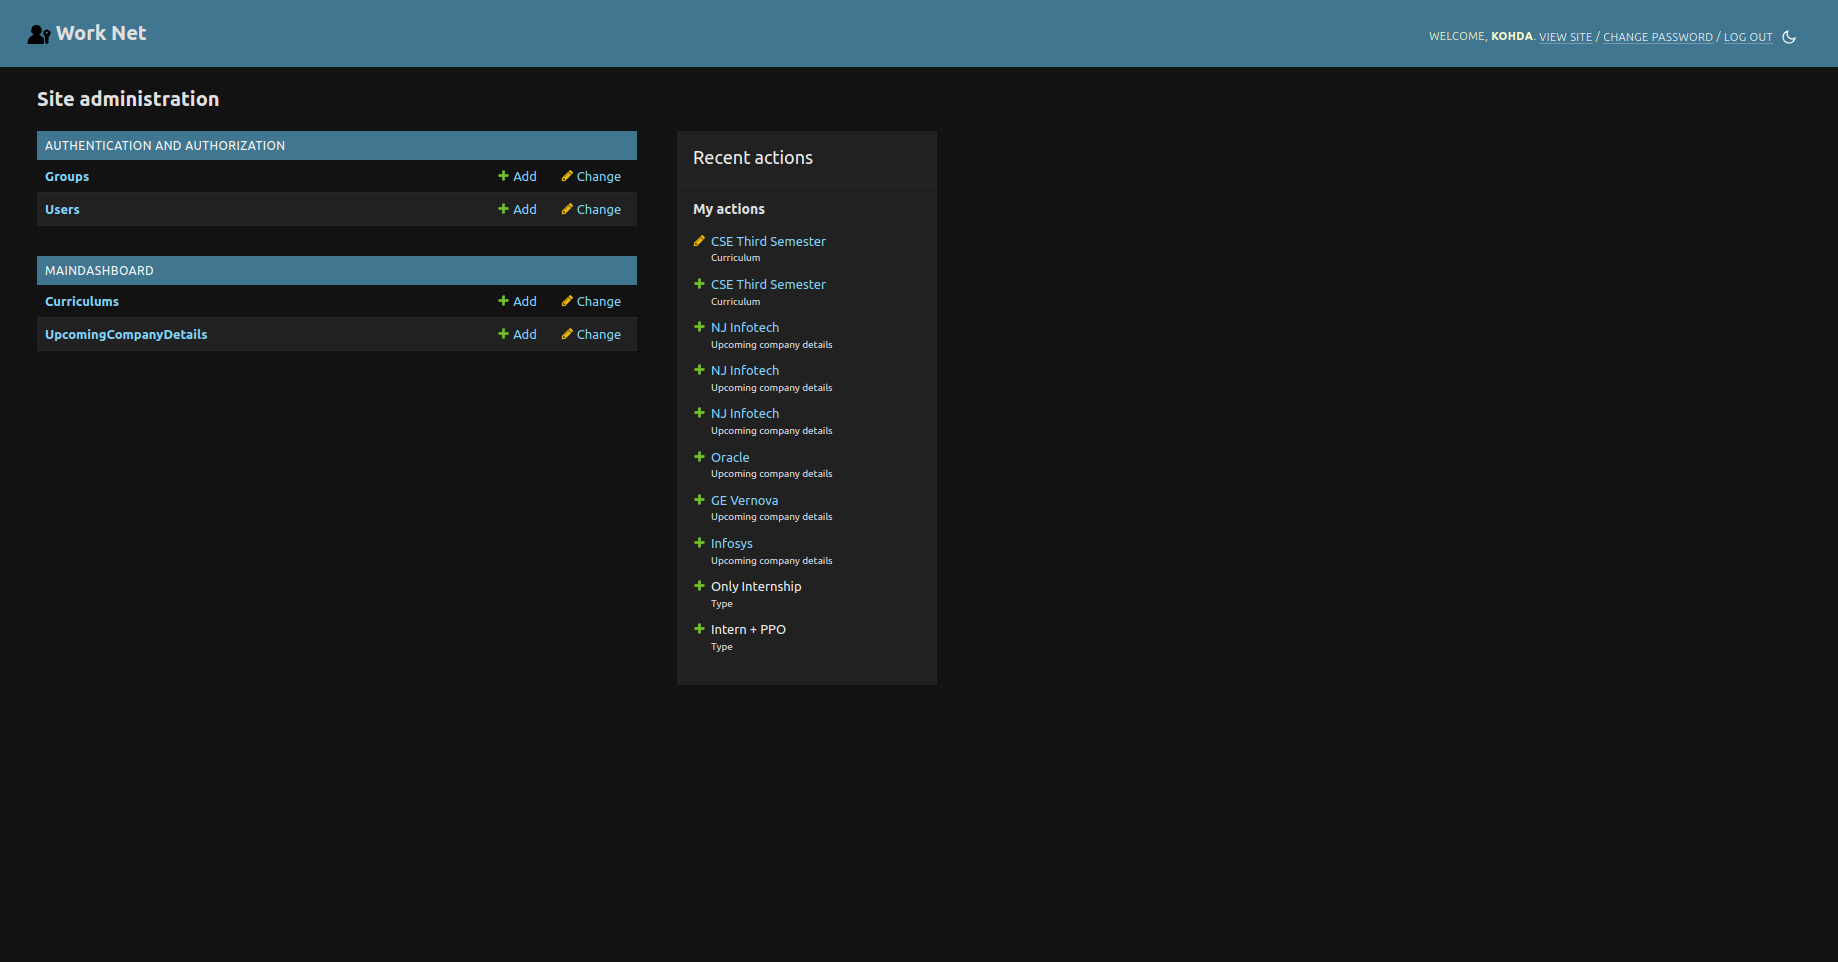 Work Net
WELCOME, KOHDA. VIEW SITE / CHANGE PASSWORD / LOG OUT
Site administration
AUTHENTICATION AND AUTHORIZATION
Groups Add Change
Users Add Change
MAINDASHBOARD
Curriculums Add Change
UpcomingCompanyDetails Add Change
Recent actions
My actions
CSE Third Semester
Curriculum
CSE Third Semester
Curriculum
NJ Infotech
Upcoming company details
NJ Infotech
Upcoming company details
NJ Infotech
Upcoming company details
Oracle
Upcoming company details
GE Vernova
Upcoming company details
Infosys
Upcoming company details
Only Internship
Type
Intern + PPO
Type